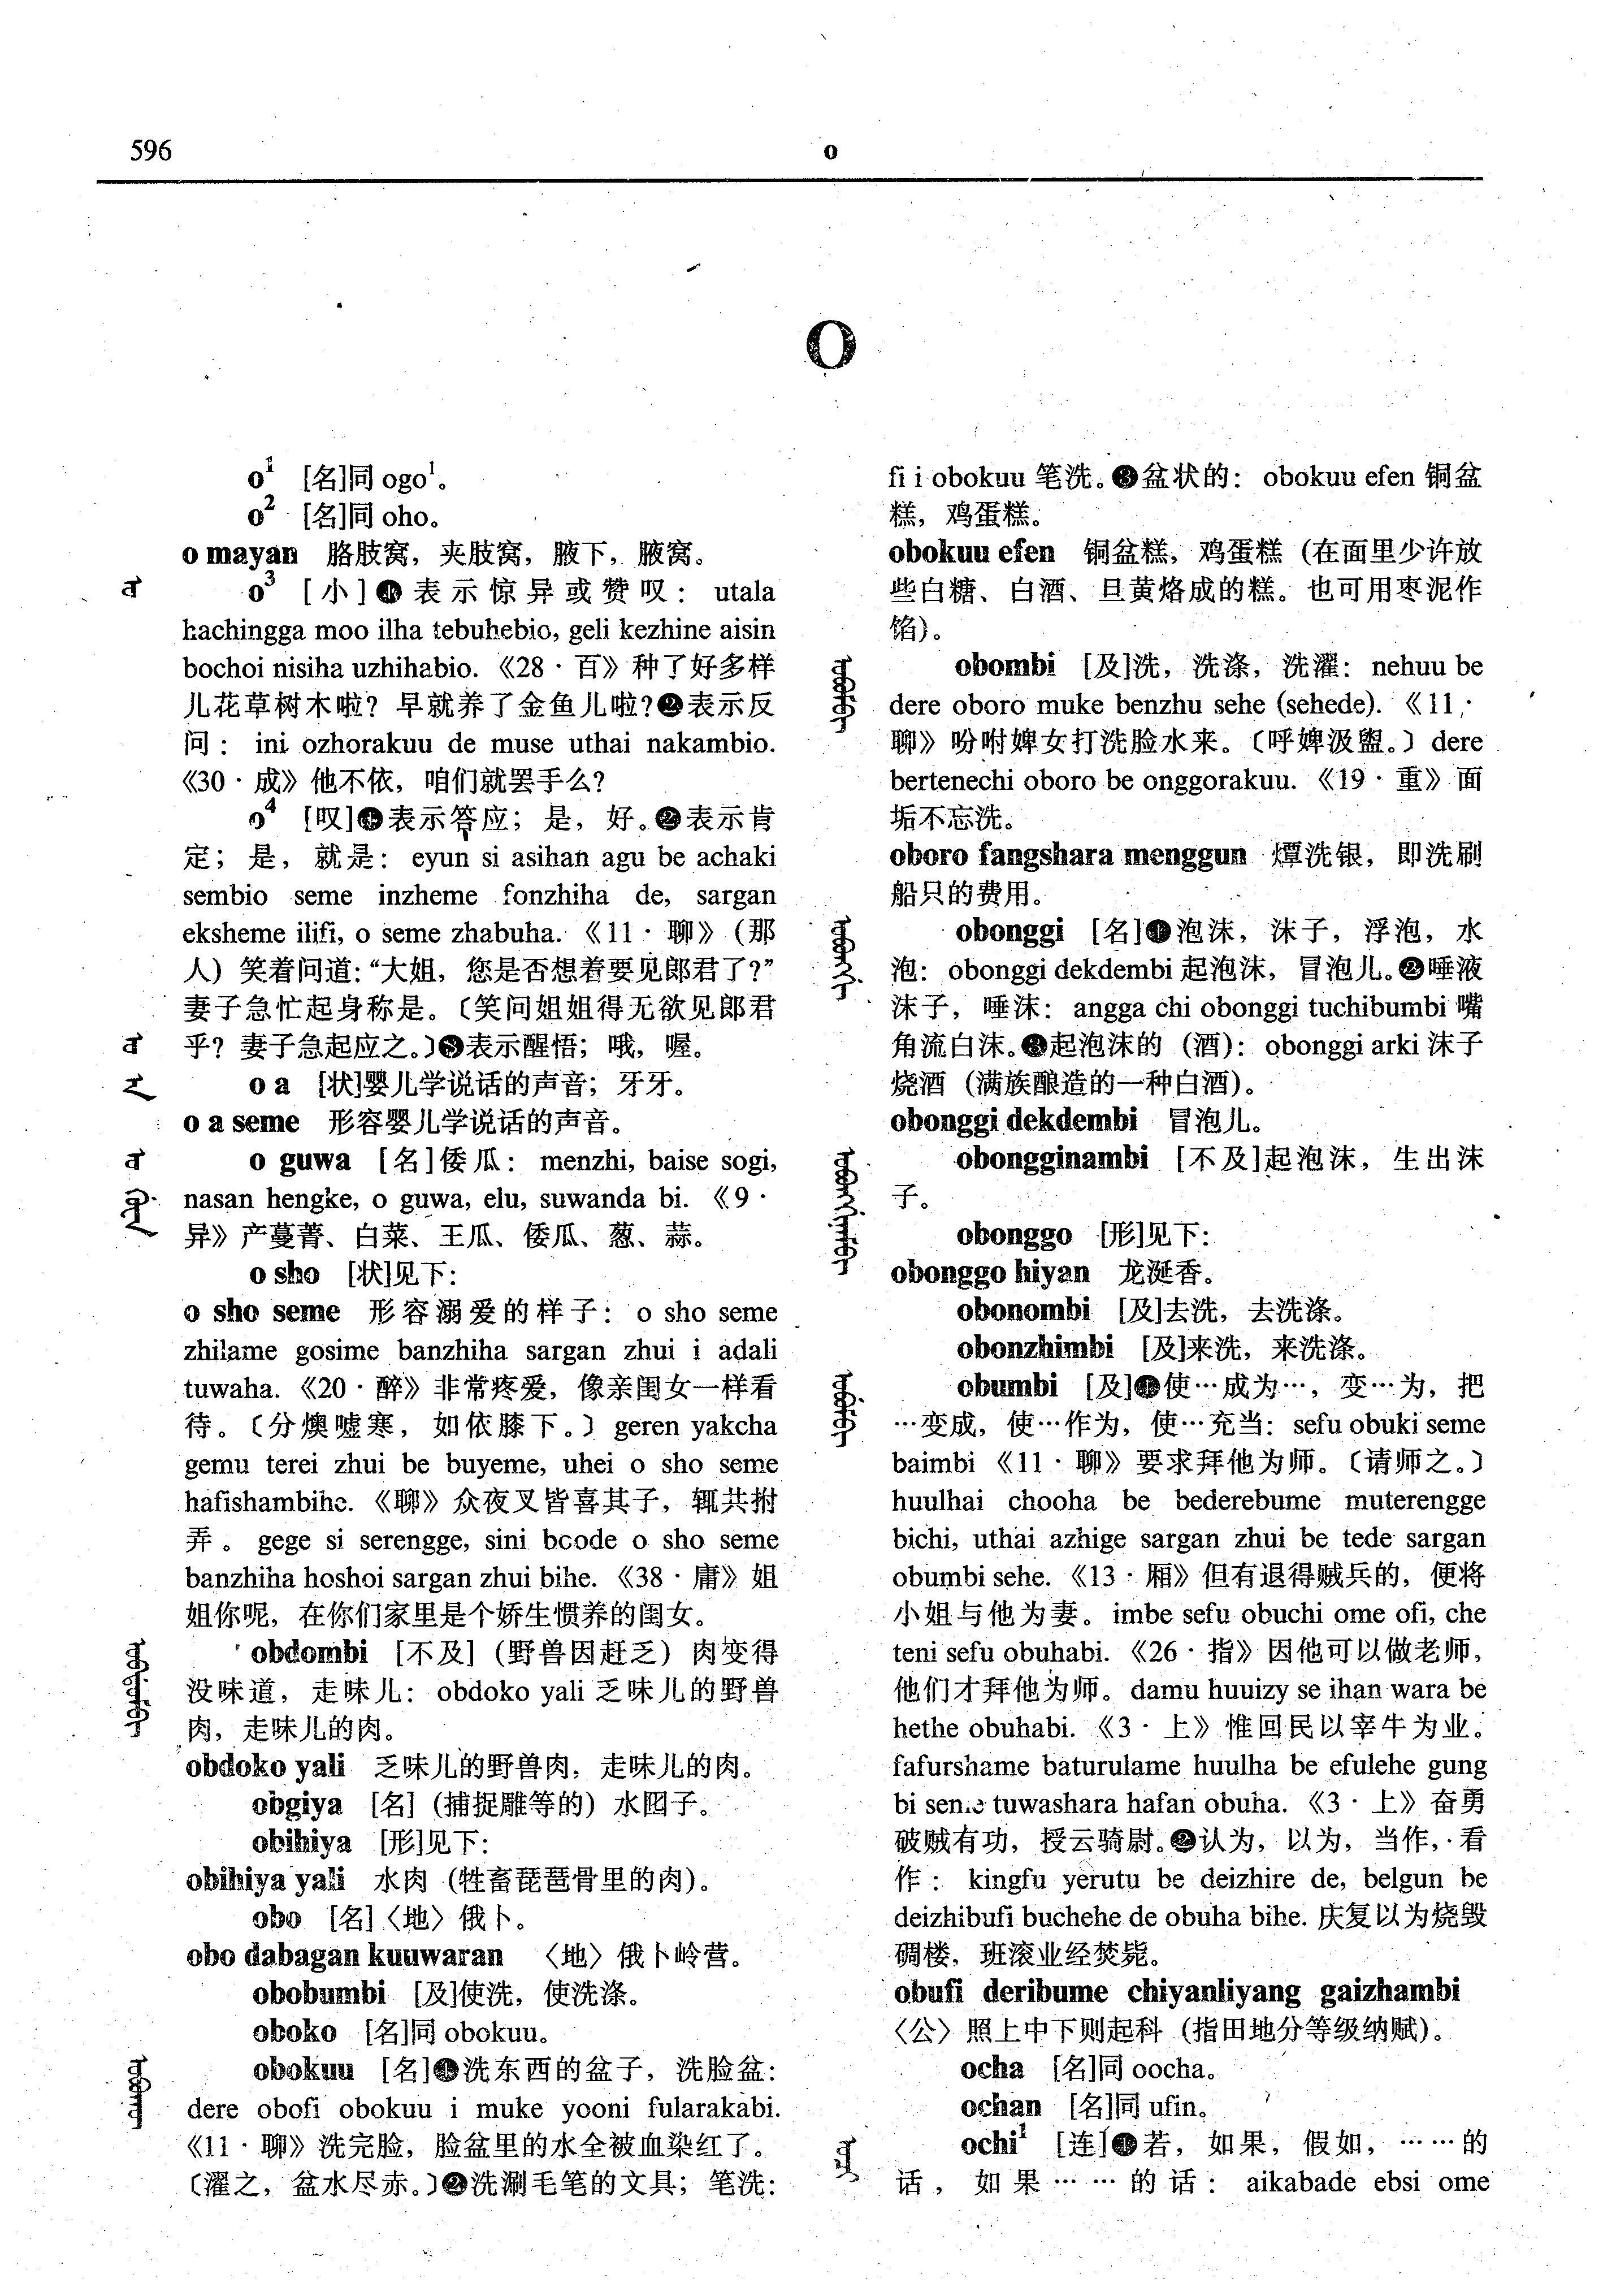 596
o
O
o¹ [名]同 ogo¹。
o² [名]同 oho。
o mayan 胳肢窝，夹肢窝，腋下，腋窝。
o³ [小]❶表示惊异或赞叹：utala
hachingga moo ilha tebuhebio, geli kezhine aisin
bochoi nisiha uzhihabio.《28·百》种了好多样
儿花草树木啦？早就养了金鱼儿啦？❷表示反
问：ini ozhorakuu de muse uthai nakambio.
《30·成》他不依，咱们就罢手么？
o⁴ [叹]❶表示答应；是，好。❷表示肯
定；是，就是：eyun si asihan agu be achaki
sembio seme inzheme fonzhiha de, sargan
eksheme ilifi, o seme zhabuha.《11·聊》（那
人）笑着问道：“大姐，您是否想着要见郎君了？”
妻子急忙起身称是。〔笑问姐姐得无欲见郎君
乎？妻子急起应之。〕❸表示醒悟；哦，喔。
o a [状]婴儿学说话的声音；牙牙。
o a seme 形容婴儿学说话的声音。
o guwa [名]倭瓜：menzhi, baise sogi,
nasan hengke, o guwa, elu, suwanda bi.《9·
异》产蔓菁、白菜、王瓜、倭瓜、葱、蒜。
o sho [状]见下：
o sho seme 形容溺爱的样子：o sho seme
zhilame gosime banzhiha sargan zhui i adali
tuwaha.《20·醉》非常疼爱，像亲闺女一样看
待。〔分燠嘘寒，如依膝下。〕geren yakcha
gemu terei zhui be buyeme, uhei o sho seme
hafishambihe.《聊》众夜叉皆喜其子，辄共拊
弄。gege si serengge, sini boode o sho seme
banzhiha hoshoi sargan zhui bihe.《38·庸》姐
姐你呢，在你们家里是个娇生惯养的闺女。
obdombi [不及]（野兽因赶乏）肉变得
没味道，走味儿：obdoko yali 乏味儿的野兽
肉，走味儿的肉。
obdoko yali 乏味儿的野兽肉，走味儿的肉。
obgiya [名]（捕捉雕等的）水囮子。
obihiya [形]见下：
obihiya yali 水肉（牲畜琵琶骨里的肉）。
obo [名]〈地〉俄卜。
obo dabagan kuuwaran 〈地〉俄卜岭营。
obobumbi [及]使洗，使洗涤。
oboko [名]同 obokuu。
obokuu [名]❶洗东西的盆子，洗脸盆：
dere obofi obokuu i muke yooni fularakabi.
《11·聊》洗完脸，脸盆里的水全被血染红了。
〔濯之，盆水尽赤。〕❷洗涮毛笔的文具；笔洗：
fi i obokuu 笔洗。❸盆状的：obokuu efen 铜盆
糕，鸡蛋糕。
obokuu efen 铜盆糕，鸡蛋糕（在面里少许放
些白糖、白酒、旦黄烙成的糕。也可用枣泥作
馅）。
obombi [及]洗，洗涤，洗濯：nehuu be
dere oboro muke benzhu sehe (sehede).《11·
聊》吩咐婢女打洗脸水来。〔呼婢汲盥。〕dere
bertenechi oboro be onggorakuu.《19·重》面
垢不忘洗。
oboro fangshara menggun 燂洗银，即洗刷
船只的费用。
obonggi [名]❶泡沫，沫子，浮泡，水
泡：obonggi dekdembi 起泡沫，冒泡儿。❷唾液
沫子，唾沫：angga chi obonggi tuchibumbi 嘴
角流白沫。❸起泡沫的（酒）：obonggi arki 沫子
烧酒（满族酿造的一种白酒）。
obonggi dekdembi 冒泡儿。
obongginambi [不及]起泡沫，生出沫
子。
obonggo [形]见下：
obonggo hiyan 龙涎香。
obonombi [及]去洗，去洗涤。
obonzhimbi [及]来洗，来洗涤。
obumbi [及]❶使…成为…，变…为，把
…变成，使…作为，使…充当：sefu obuki seme
baimbi《11·聊》要求拜他为师。〔请师之。〕
huulhai chooha be bederebume muterengge
bichi, uthai azhige sargan zhui be tede sargan
obumbi sehe.《13·厢》但有退得贼兵的，便将
小姐与他为妻。imbe sefu obuchi ome ofi, che
teni sefu obuhabi.《26·指》因他可以做老师，
他们才拜他为师。damu huuizy se ihan wara be
hethe obuhabi.《3·上》惟回民以宰牛为业。
fafurshame baturulame huulha be efulehe gung
bi seme tuwashara hafan obuha.《3·上》奋勇
破贼有功，授云骑尉。❷认为，以为，当作，看
作：kingfu yerutu be deizhire de, belgun be
deizhibufi buchehe de obuha bihe. 庆复以为烧毁
碉楼，班滚业经焚毙。
obufi deribume chiyanliyang gaizhambi
〈公〉照上中下则起科（指田地分等级纳赋）。
ocha [名]同 oocha。
ochan [名]同 ufin。
ochi¹ [连]❶若，如果，假如，……的
话，如果……的话：aikabade ebsi ome